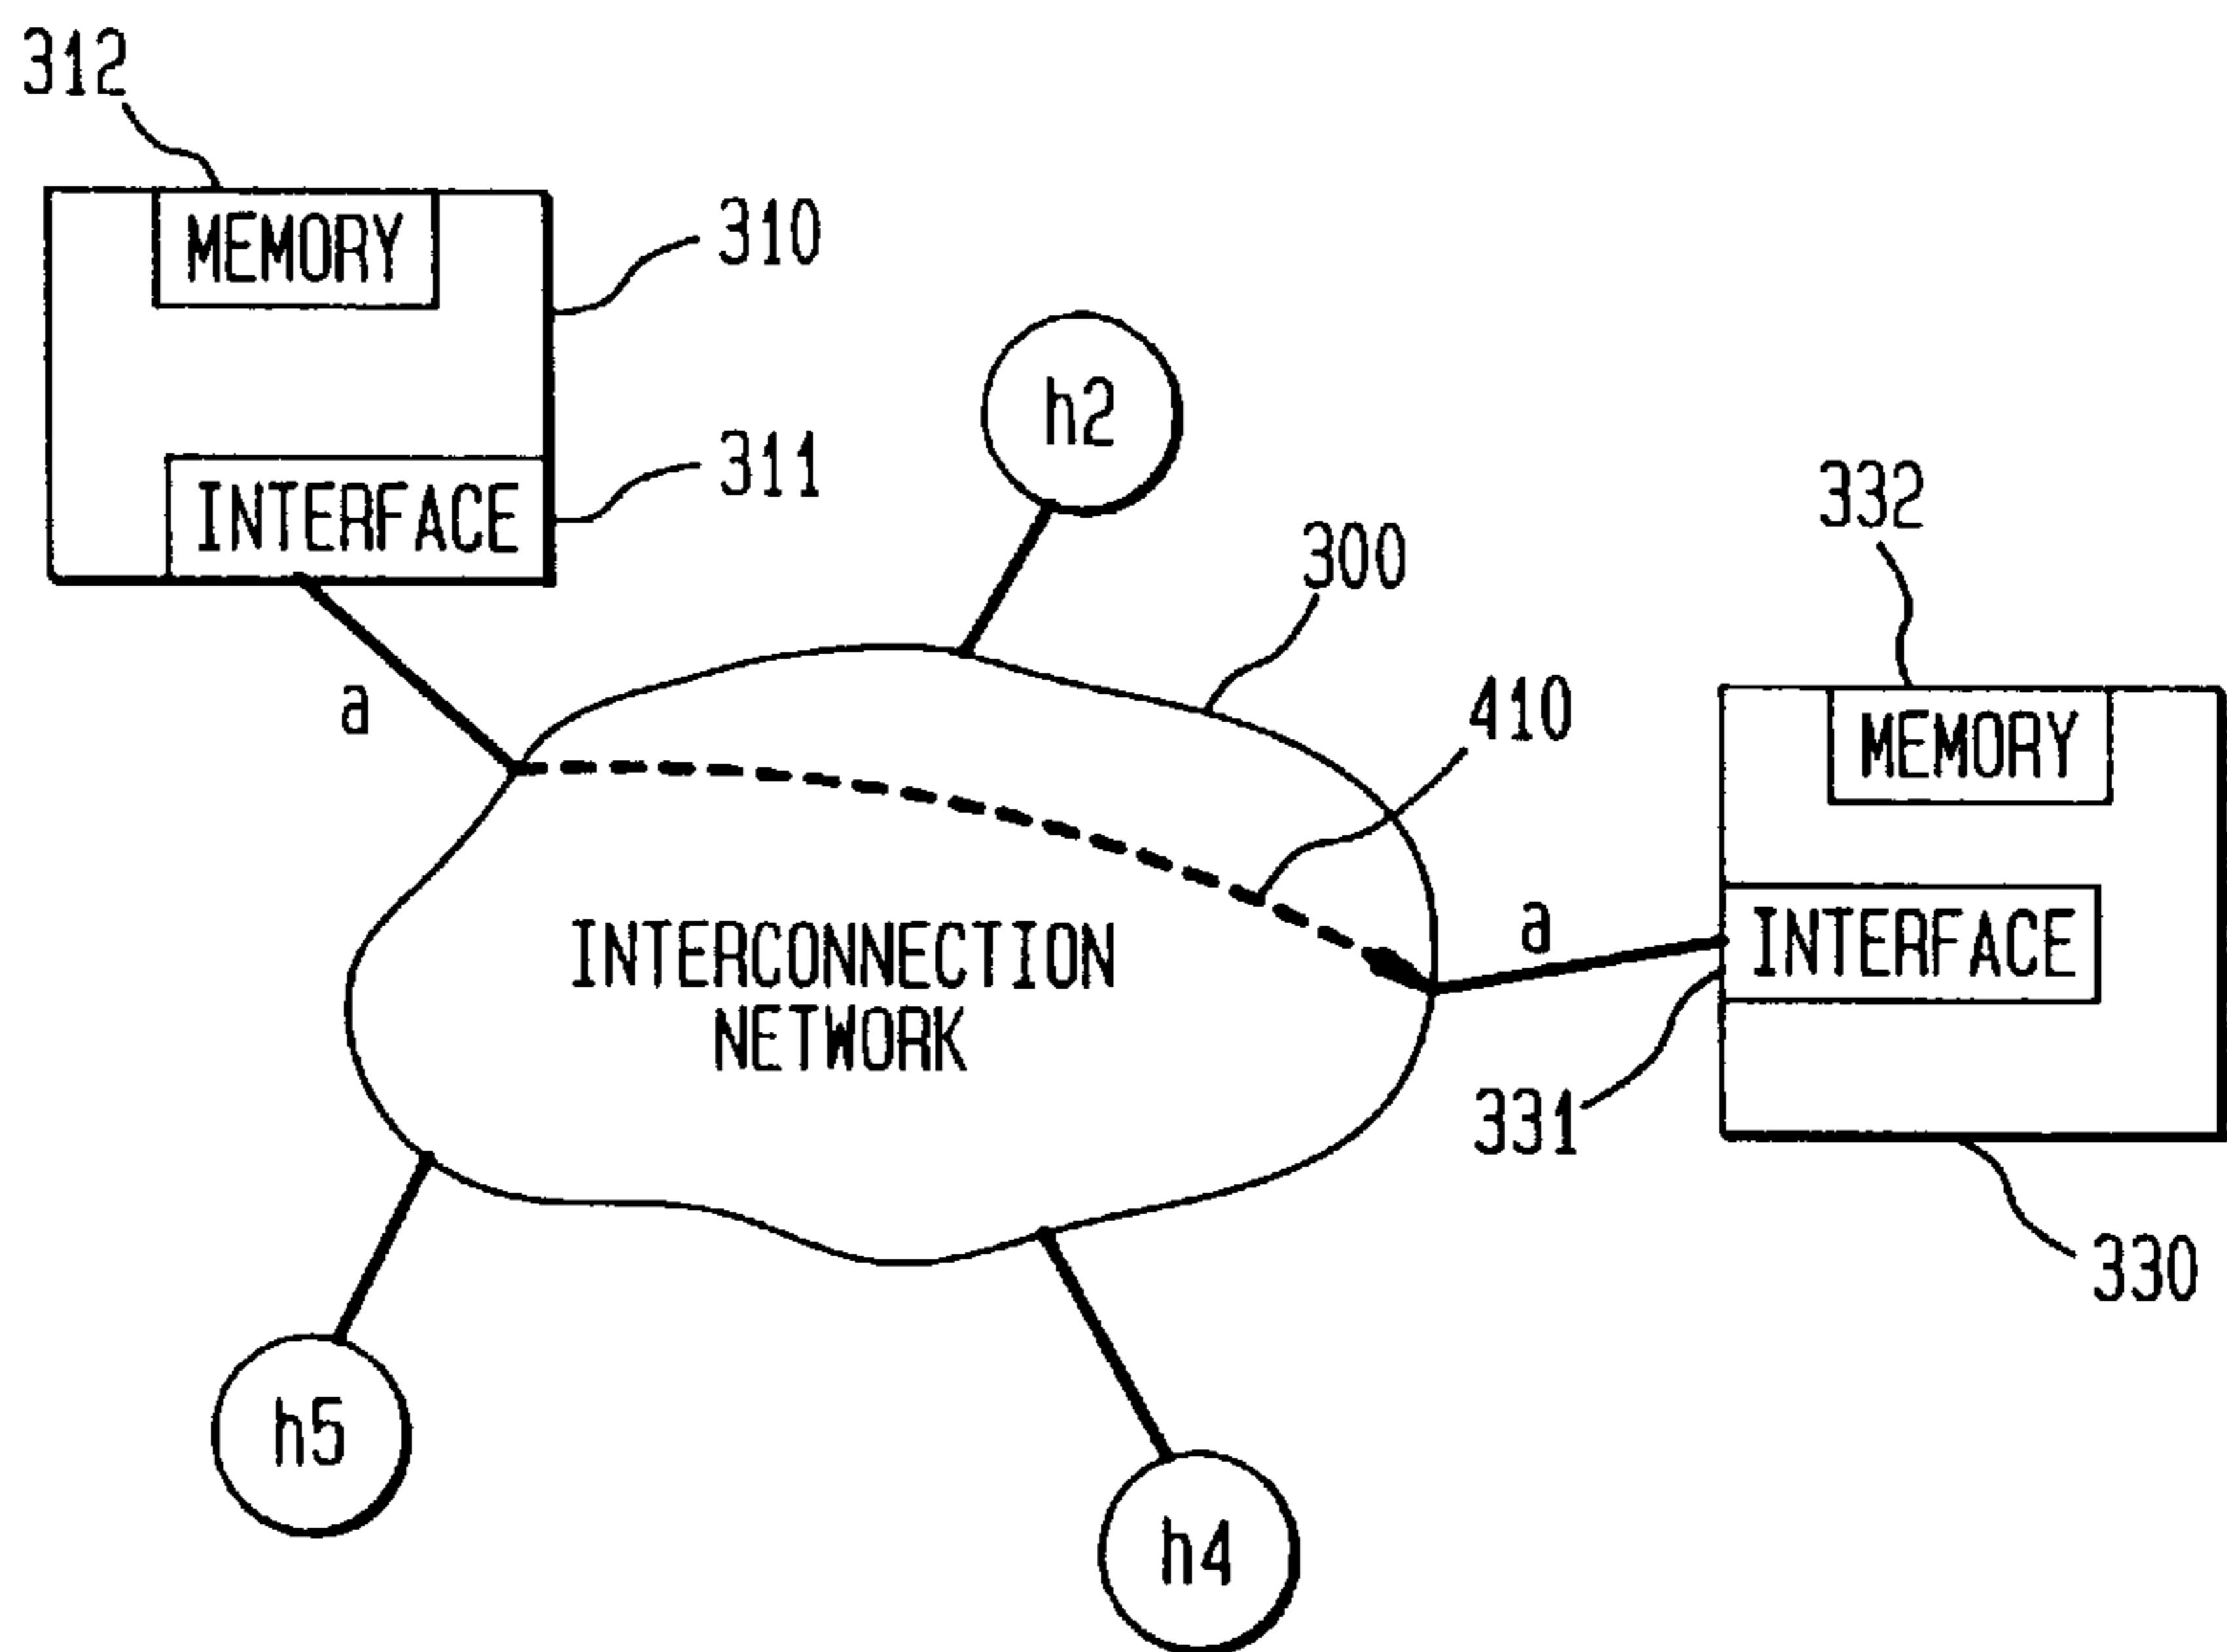 312
MEMORY
310
311
INTERFACE
h2
332
300
a
410
MEMORY
a
INTERFACE
INTERCONNECTION
NETWORK
331
330
h5
h4